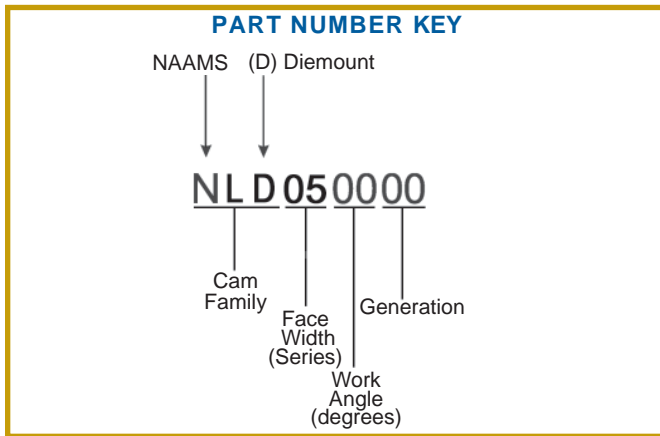 PART NUMBER KEY
NAAMS (D) Diemount
NLD050000
Cam
Family
Face
Width
(Series)
Generation
Work
Angle
(degrees)